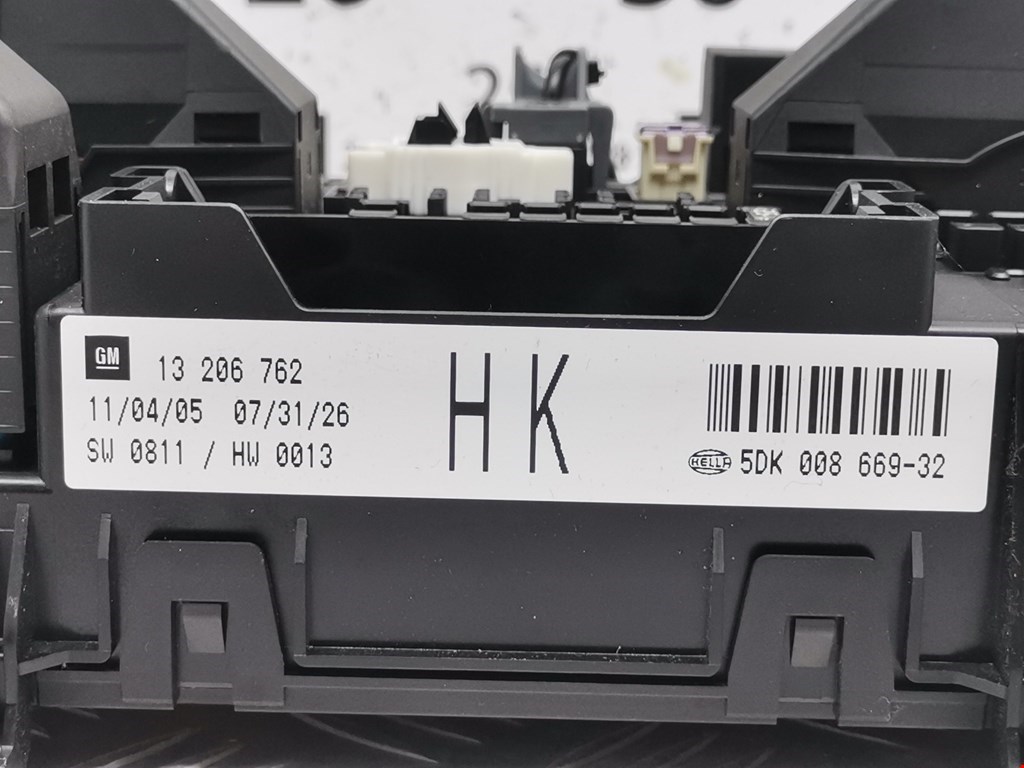 GM 13 206 762
11/04/05 07/31/26
SW 0811 / HW 0013
HK
HELLA 5DK 008 669-32